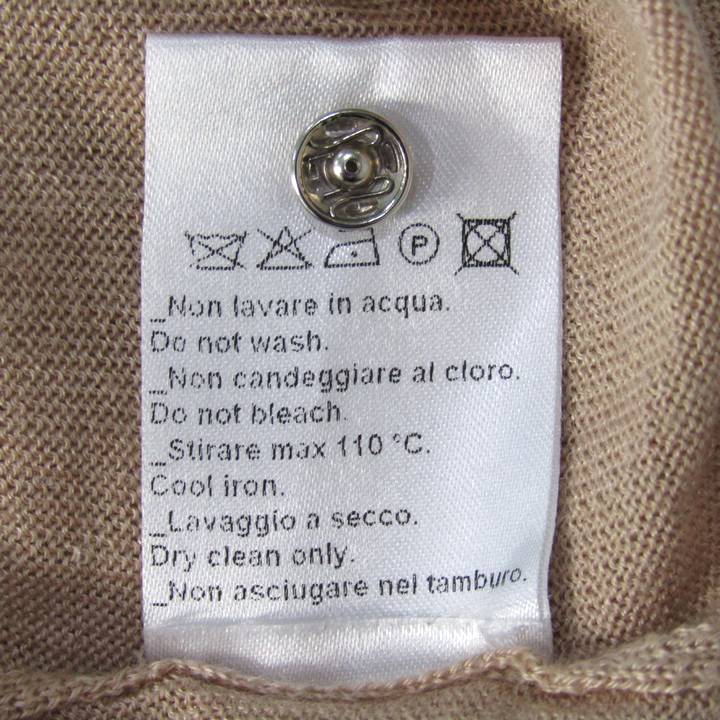 P
_Non lavare in acqua.
Do not wash.
_Non candeggiare al cloro.
Do not bleach.
_Stirare max 110 °C.
Cool iron.
_Lavaggio a secco.
Dry clean only.
_Non asciugare nel tamburo.